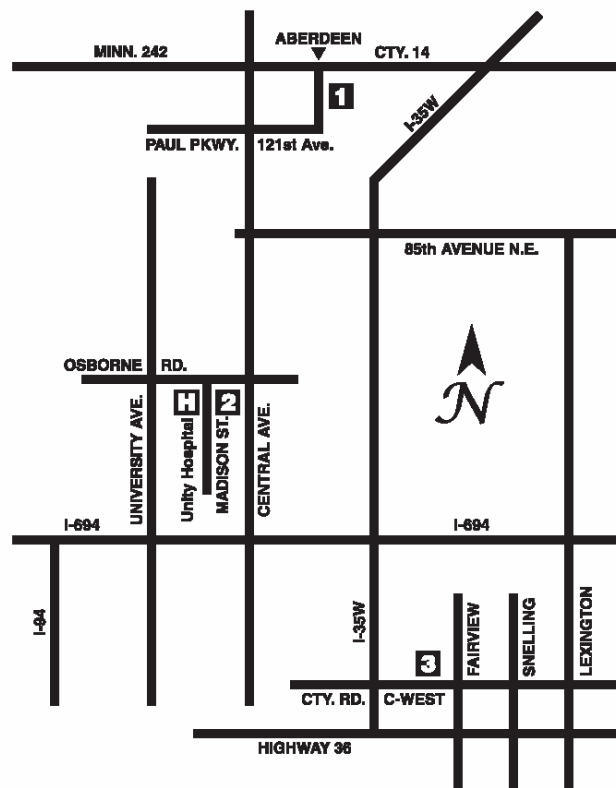 ABERDEEN
MINN. 242
CTY. 14
1
I-35W
PAUL PKWY.
121st Ave.
85th AVENUE N.E.
OSBORNE RD.
N
UNIVERSITY AVE.
H
Unity Hospital
MADISON ST.
2
CENTRAL AVE.
I-694
I-694
I-94
I-35W
3
FAIRVIEW
SNELLING
LEXINGTON
CTY. RD.
C-WEST
HIGHWAY 36